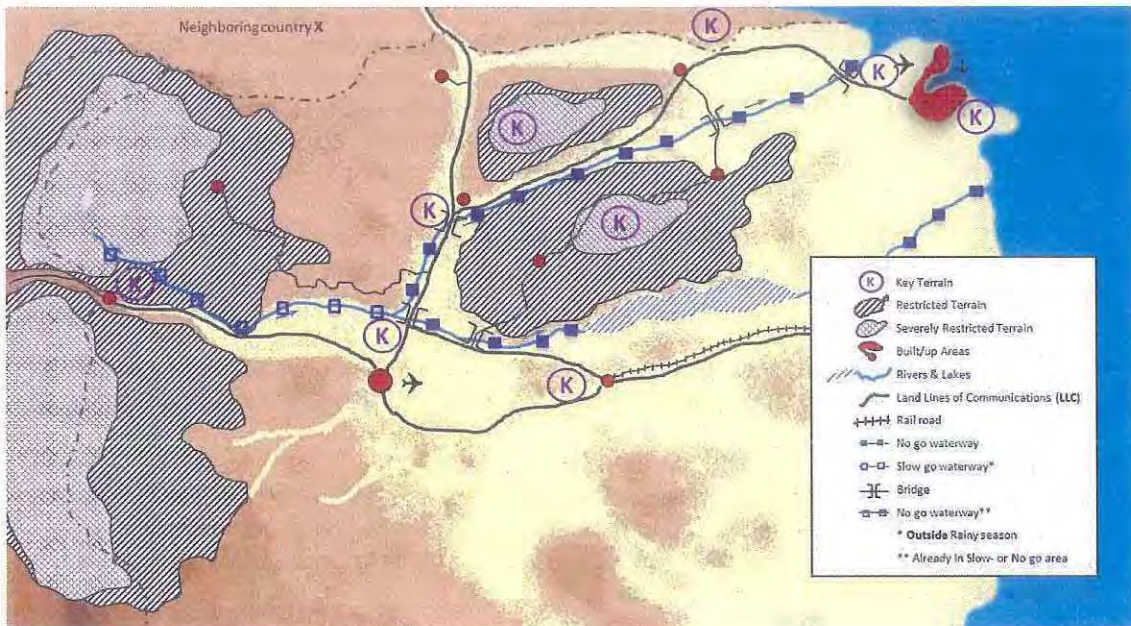 Neighboring country X
K
K
K
K
K
K
K
K
K
K Key Terrain
Restricted Terrain
Severely Restricted Terrain
Built/up Areas
Rivers & Lakes
Land Lines of Communications (LLC)
Rail road
No go waterway
Slow go waterway*
Bridge
No go waterway**
* Outside Rainy season
** Already In Slow- or No go area